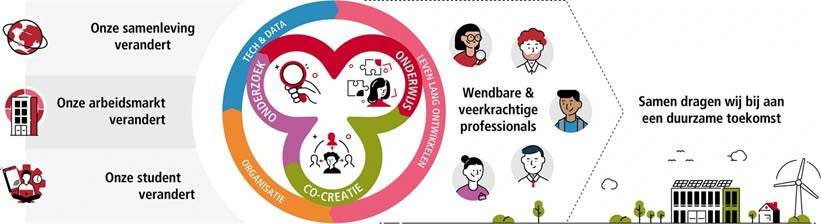 Onze samenleving
verandert
Onze arbeidsmarkt
verandert
Onze student
verandert
TECH & DATA
LEVEN LANG ONTWIKKELEN
ORGANISATIE
ONDERZOEK
ONDERWIJS
CO-CREATIE
Wendbare &
veerkrachtige
professionals
Samen dragen wij bij aan
een duurzame toekomst